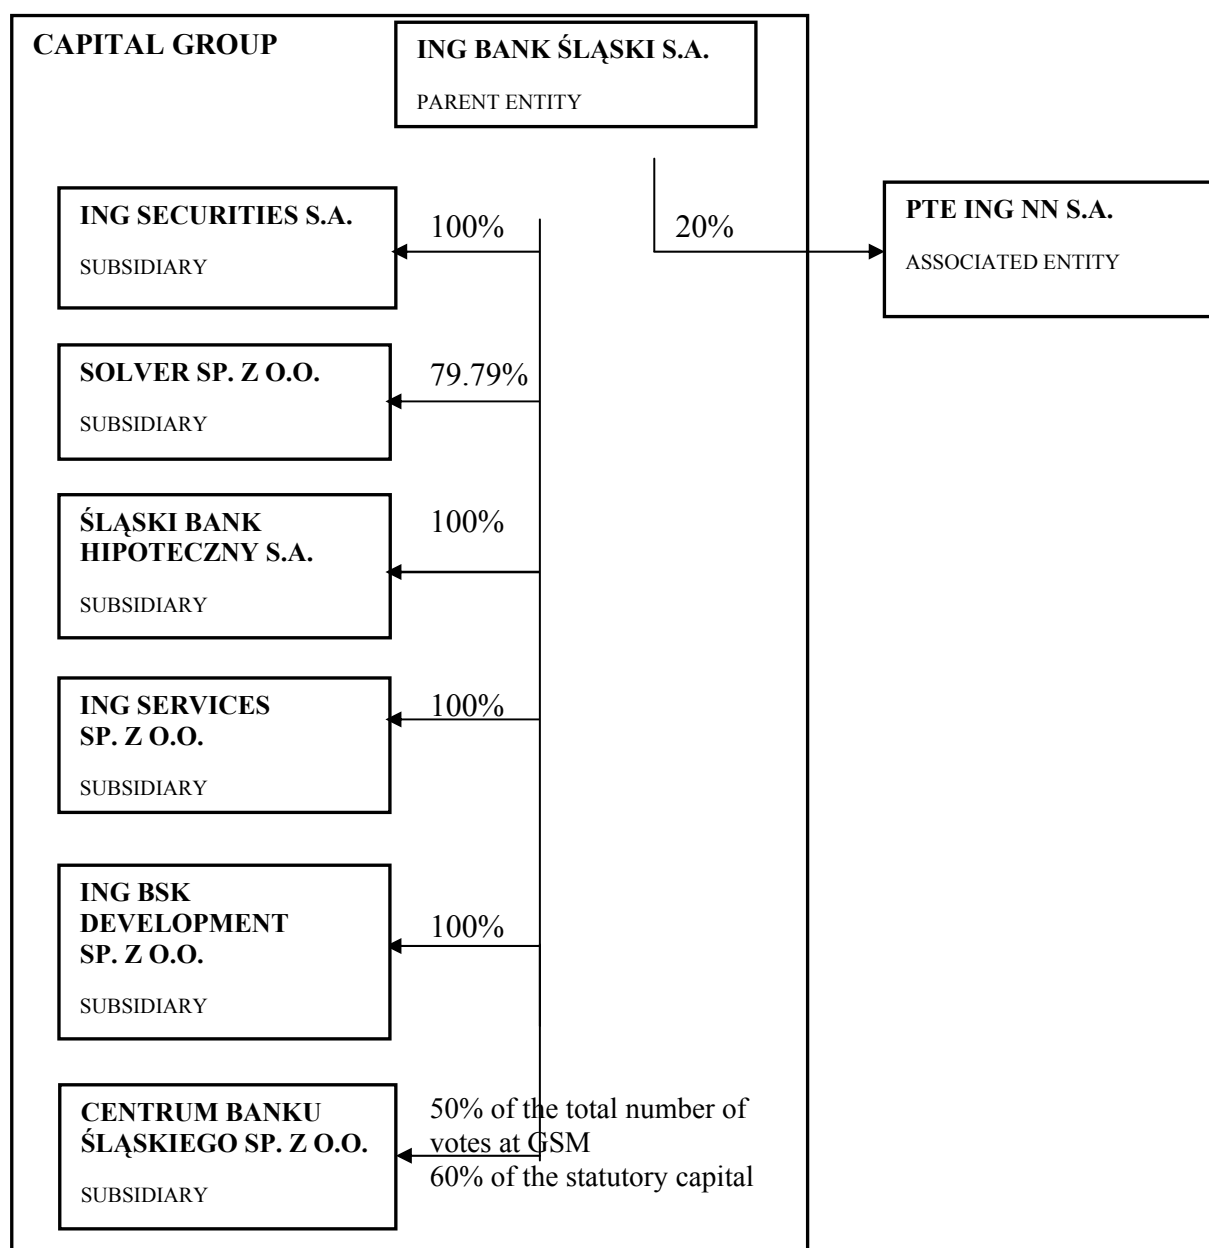 CAPITAL GROUP
ING BANK ŚLĄSKI S.A.
PARENT ENTITY
ING SECURITIES S.A.
SUBSIDIARY
100%
20%
PTE ING NN S.A.
ASSOCIATED ENTITY
SOLVER SP. Z O.O.
SUBSIDIARY
79.79%
ŚLĄSKI BANK
HIPOTECZNY S.A.
SUBSIDIARY
100%
ING SERVICES
SP. Z O.O.
SUBSIDIARY
100%
ING BSK
DEVELOPMENT
SP. Z O.O.
SUBSIDIARY
100%
CENTRUM BANKU
ŚLĄSKIEGO SP. Z O.O.
SUBSIDIARY
50% of the total number of
votes at GSM
60% of the statutory capital